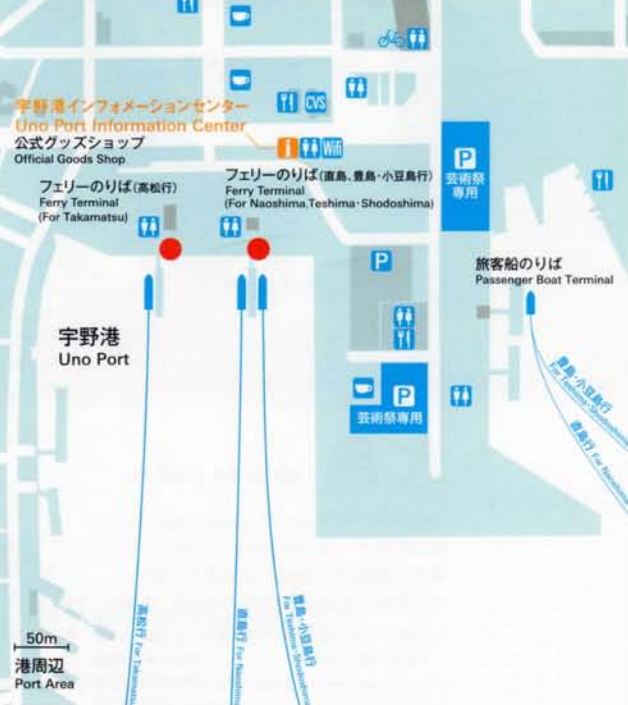 CVS
宇野港インフォメーションセンター
Uno Port Information Center
i
Wifi
公式グッズショップ
Official Goods Shop
フェリーのりば(高松行)
Ferry Terminal
(For Takamatsu)
フェリーのりば(直島、豊島・小豆島行)
Ferry Terminal
(For Naoshima,Teshima・Shodoshima)
P
芸術祭
専用
P
旅客船のりば
Passenger Boat Terminal
宇野港
Uno Port
P
芸術祭専用
豊島・小豆島行
For Teshima・Shodoshima
直島行 For Naoshima
高松行 For Takamatsu
直島行 For Naoshima
豊島・小豆島行
For Teshima・Shodoshima
50m
港周辺
Port Area